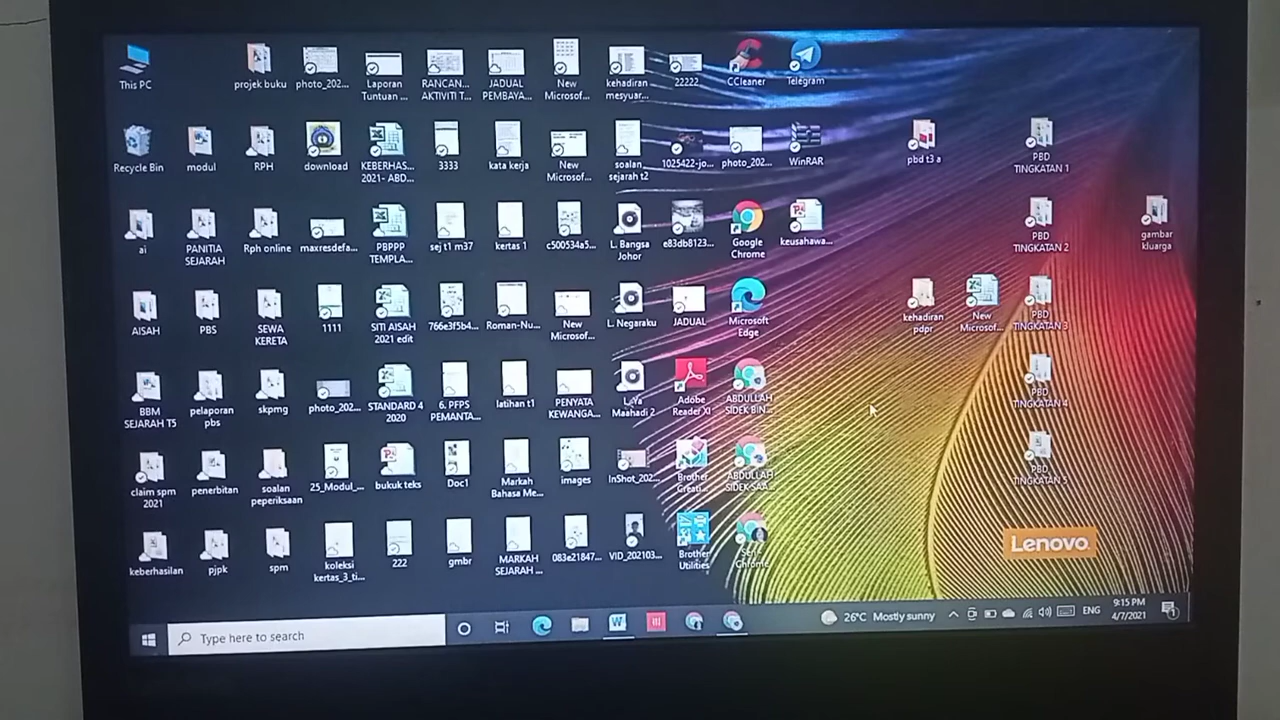 This PC
projek buku
photo_202...
Laporan
Tuntuan ...
RANCAN...
AKTIVITI T...
JADUAL
PEMBAYA...
New
Microsof...
kehadiran
mesyuar...
22222
CCleaner
Telegram
Recycle Bin
modul
RPH
download
KEBERHAS...
2021- ABD...
3333
kata kerja
New
Microsof...
soalan
sejarah t2
1025422-jo...
photo_202...
WinRAR
pbd t3 a
PBD
TINGKATAN 1
ai
PANITIA
SEJARAH
Rph online
maxresdefa...
PBPPP
TEMPLA...
sej t1 m37
kertas 1
c500534a5...
L. Bangsa
Johor
e83db8123...
Google
Chrome
keusahawa...
PBD
TINGKATAN 2
gambar
kluarga
AISAH
PBS
SEWA
KERETA
1111
SITI AISAH
2021 edit
766e3f5b4...
Roman-Nu...
New
Microsof...
L. Negaraku
JADUAL
Microsoft
Edge
kehadiran
pdpr
New
Microsof...
PBD
TINGKATAN 3
BBM
SEJARAH T5
pelaporan
pbs
skpmg
photo_202...
STANDARD 4
2020
6. PFPS
PEMANTA...
latihan t1
PENYATA
KEWANGA...
L.Ya
Maahadi 2
Adobe
Reader XI
ABDULLAH
SIDEK BIN...
PBD
TINGKATAN 4
claim spm
2021
penerbitan
soalan
peperiksaan
25_Modul_...
bukuk teks
Doc1
Markah
Bahasa Me...
images
InShot_202...
Brother
Creati...
ABDULLAH
SIDEK SAA...
PBD
TINGKATAN 5
keberhasilan
pjpk
spm
koleksi
kertas_3_ti...
222
gmbr
MARKAH
SEJARAH ...
083e21847...
VID_202103...
Brother
Utilities
Chrome
Lenovo
Type here to search
26°C Mostly sunny
ENG
9:15 PM
4/7/2021